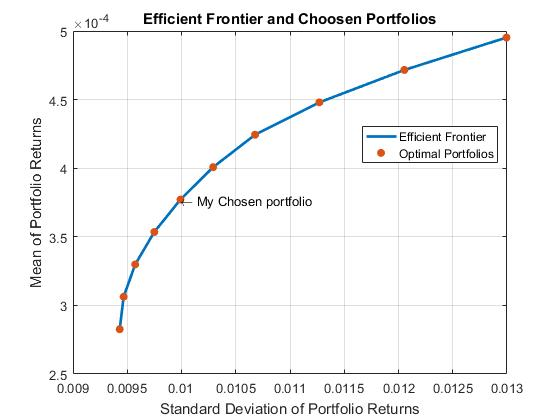 Efficient Frontier and Choosen Portfolios
×10⁻⁴
5
4.5
4
3.5
3
2.5
Mean of Portfolio Returns
Efficient Frontier
Optimal Portfolios
← My Chosen portfolio
0.009 0.0095 0.01 0.0105 0.011 0.0115 0.012 0.0125 0.013
Standard Deviation of Portfolio Returns